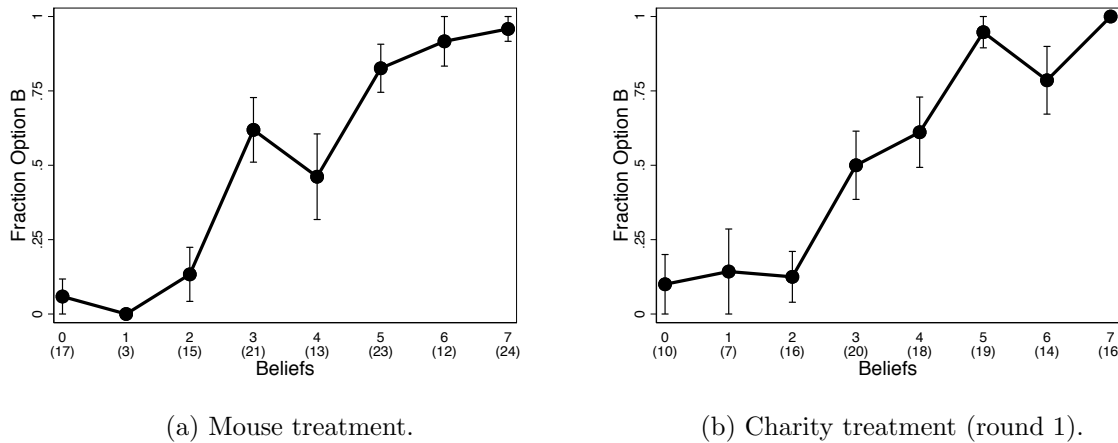 Fraction Option B
1
.75
.5
.25
0
0 1 2 3 4 5 6 7
(17) (3) (15) (21) (13) (23) (12) (24)
Beliefs
(a) Mouse treatment.
Fraction Option B
1
.75
.5
.25
0
0 1 2 3 4 5 6 7
(10) (7) (16) (20) (18) (19) (14) (16
Beliefs
(b) Charity treatment (round 1).